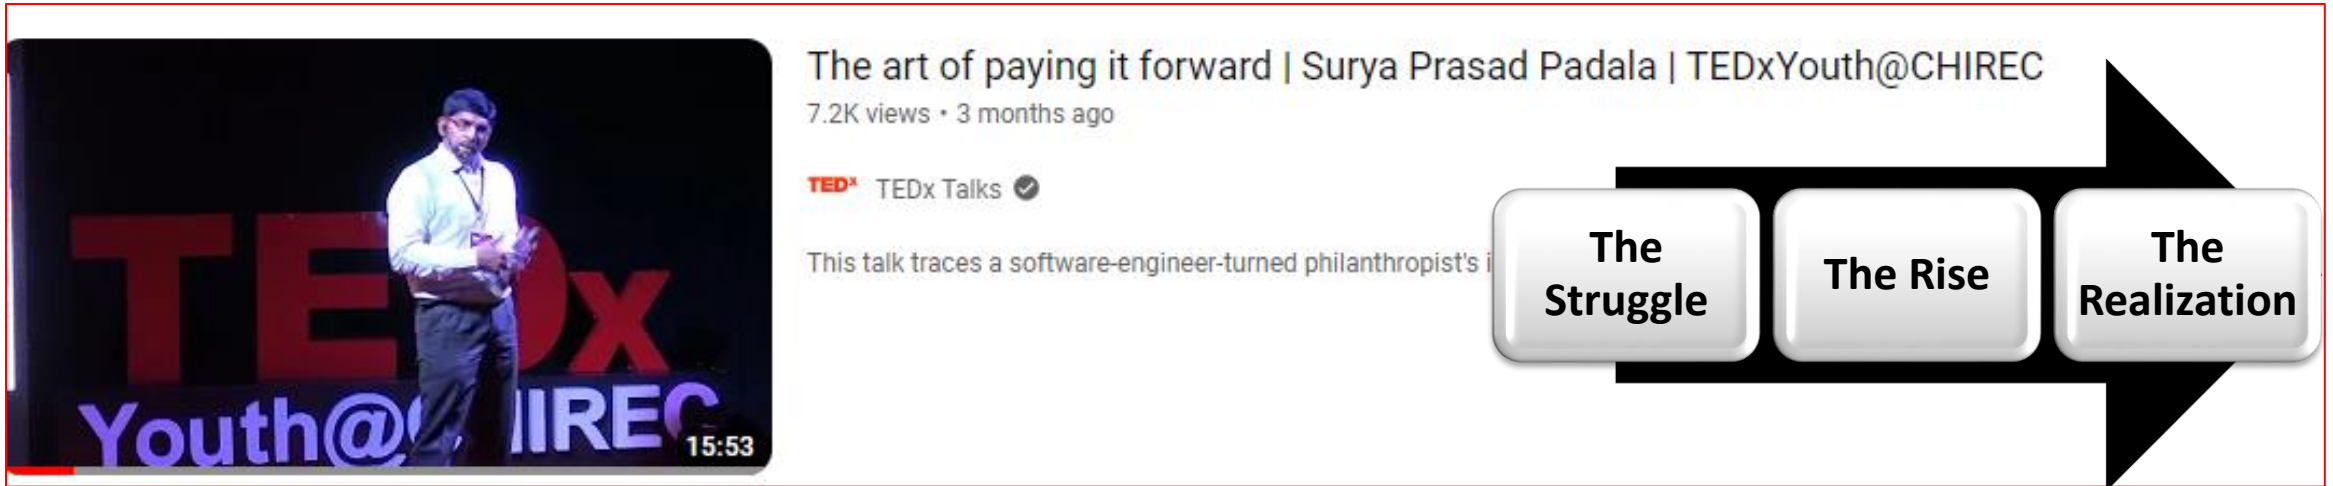 TEDx
Youth@CHIREC
15:53
The art of paying it forward | Surya Prasad Padala | TEDxYouth@CHIREC
7.2K views • 3 months ago
TEDx TEDx Talks
This talk traces a software-engineer-turned philanthropist's i
The
Struggle
The Rise
The
Realization